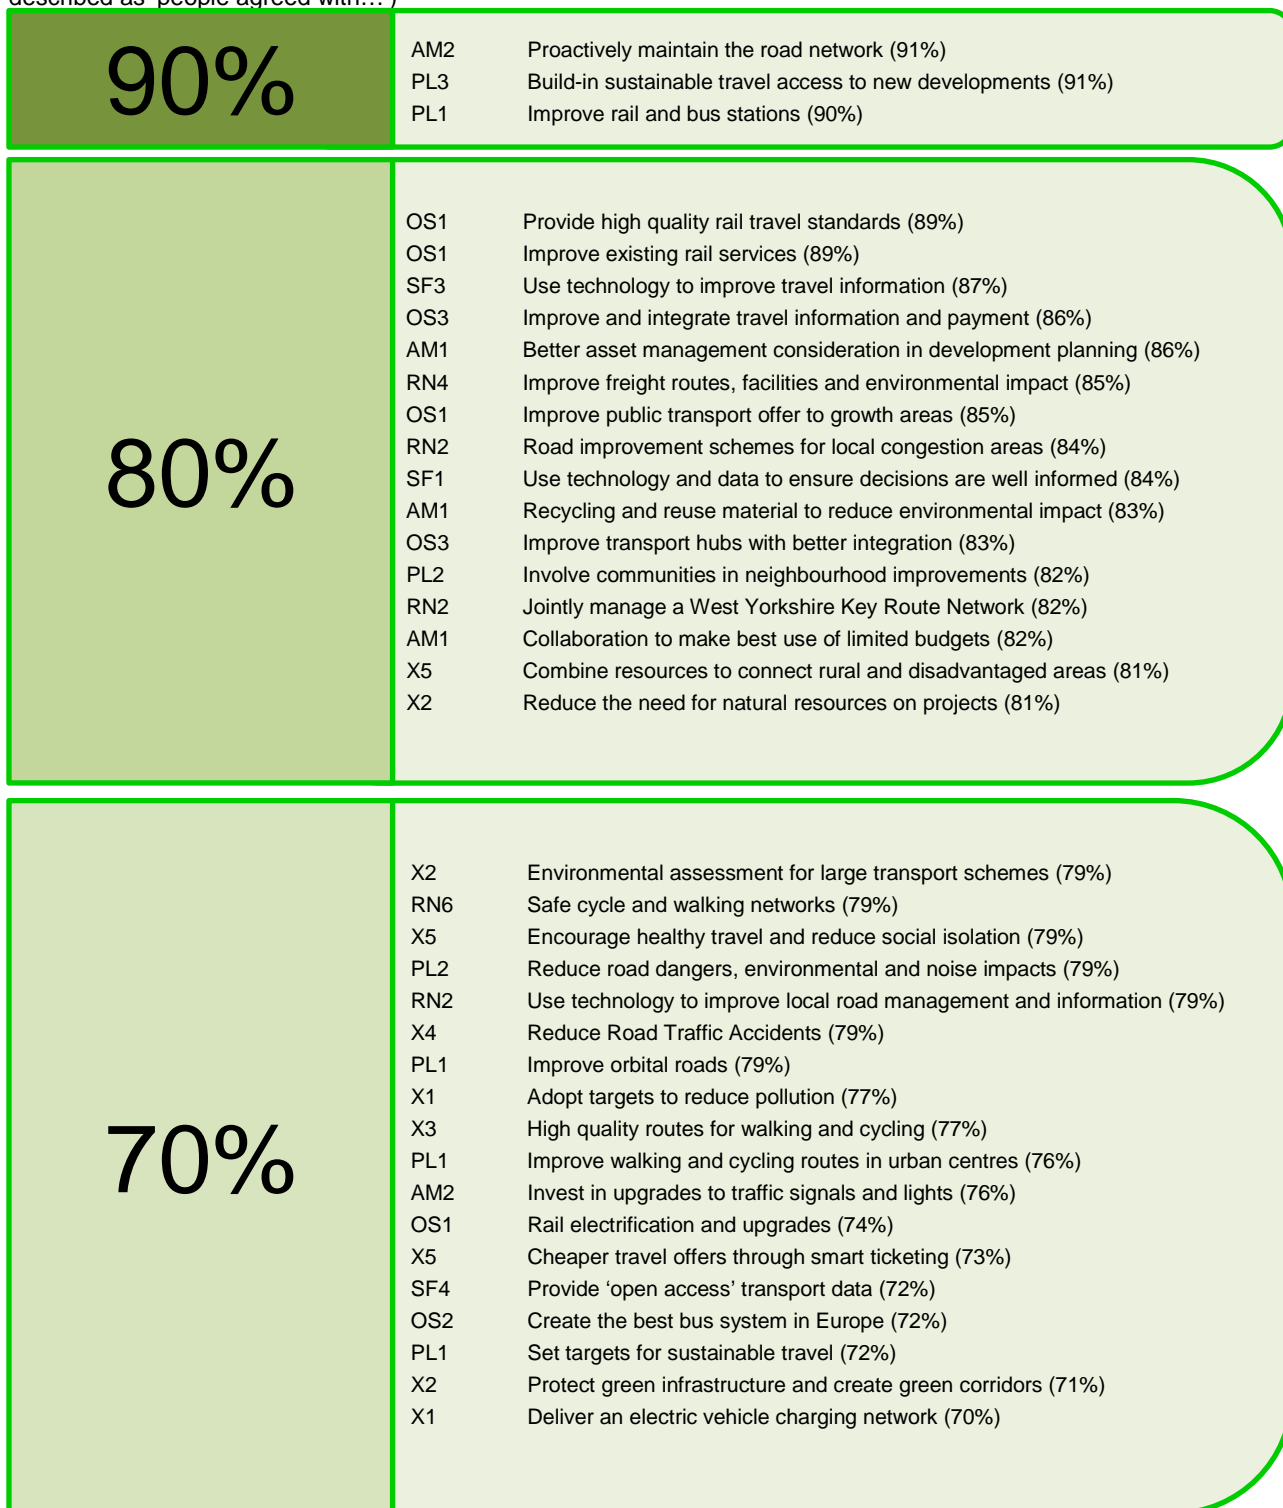 described as 'people agreed with…')
90%
AM2 Proactively maintain the road network (91%)
PL3 Build-in sustainable travel access to new developments (91%)
PL1 Improve rail and bus stations (90%)
80%
OS1 Provide high quality rail travel standards (89%)
OS1 Improve existing rail services (89%)
SF3 Use technology to improve travel information (87%)
OS3 Improve and integrate travel information and payment (86%)
AM1 Better asset management consideration in development planning (86%)
RN4 Improve freight routes, facilities and environmental impact (85%)
OS1 Improve public transport offer to growth areas (85%)
RN2 Road improvement schemes for local congestion areas (84%)
SF1 Use technology and data to ensure decisions are well informed (84%)
AM1 Recycling and reuse material to reduce environmental impact (83%)
OS3 Improve transport hubs with better integration (83%)
PL2 Involve communities in neighbourhood improvements (82%)
RN2 Jointly manage a West Yorkshire Key Route Network (82%)
AM1 Collaboration to make best use of limited budgets (82%)
X5 Combine resources to connect rural and disadvantaged areas (81%)
X2 Reduce the need for natural resources on projects (81%)
70%
X2 Environmental assessment for large transport schemes (79%)
RN6 Safe cycle and walking networks (79%)
X5 Encourage healthy travel and reduce social isolation (79%)
PL2 Reduce road dangers, environmental and noise impacts (79%)
RN2 Use technology to improve local road management and information (79%)
X4 Reduce Road Traffic Accidents (79%)
PL1 Improve orbital roads (79%)
X1 Adopt targets to reduce pollution (77%)
X3 High quality routes for walking and cycling (77%)
PL1 Improve walking and cycling routes in urban centres (76%)
AM2 Invest in upgrades to traffic signals and lights (76%)
OS1 Rail electrification and upgrades (74%)
X5 Cheaper travel offers through smart ticketing (73%)
SF4 Provide ‘open access’ transport data (72%)
OS2 Create the best bus system in Europe (72%)
PL1 Set targets for sustainable travel (72%)
X2 Protect green infrastructure and create green corridors (71%)
X1 Deliver an electric vehicle charging network (70%)